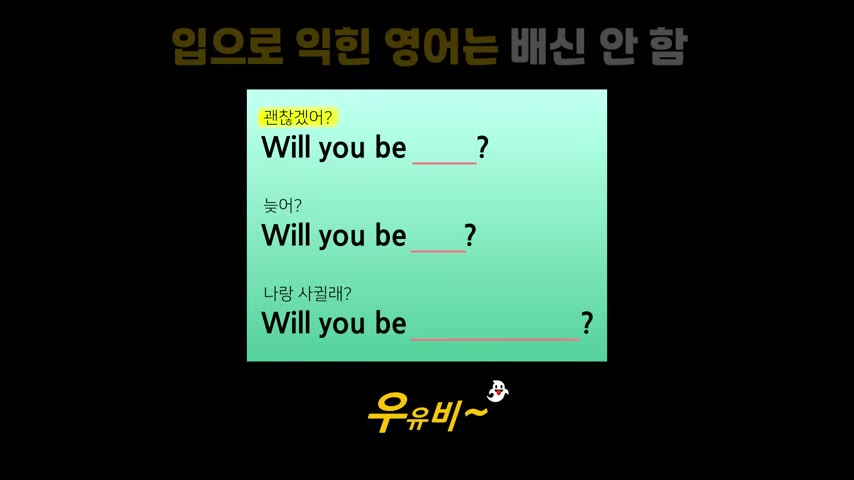 입으로 익힌 영어는 배신 안 함
괜찮겠어?
Will you be ____?
늦어?
Will you be ____?
나랑 사귈래?
Will you be ____________?
우유비~